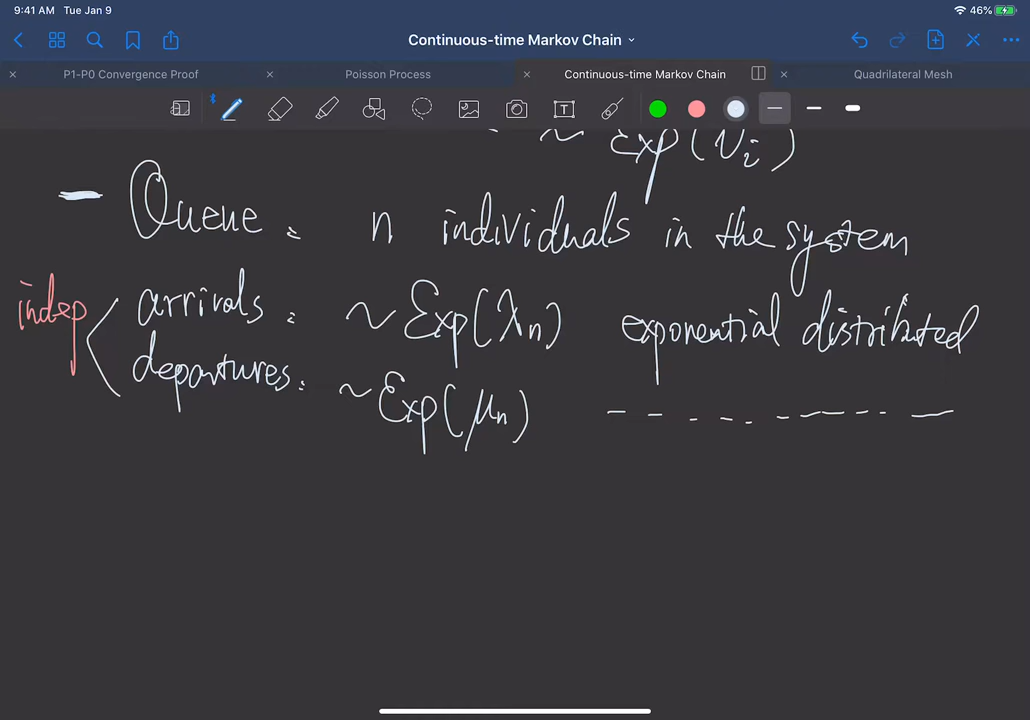 9:41 AM Tue Jan 9
46%
Continuous-time Markov Chain
P1-P0 Convergence Proof
Poisson Process
Continuous-time Markov Chain
Quadrilateral Mesh
~ Exp(νi)
- Queue: n individuals in the system
indep
arrivals: ~ Exp(λn) exponential distributed
departures: ~ Exp(μn)